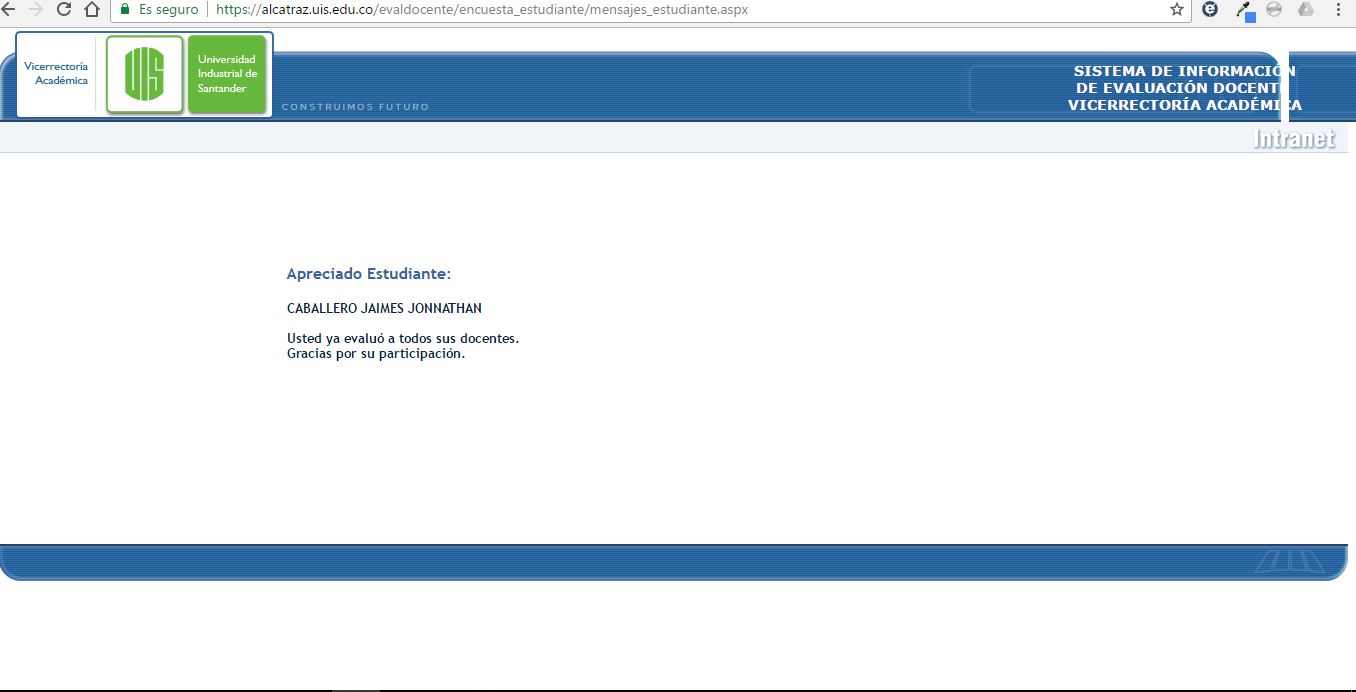 Es seguro
https://alcatraz.uis.edu.co/evaldocente/encuesta_estudiante/mensajes_estudiante.aspx
Vicerrectoría
Académica
UIS
Universidad
Industrial de
Santander
CONSTRUIMOS FUTURO
SISTEMA DE INFORMACIÓN
DE EVALUACIÓN DOCENTE
VICERRECTORÍA ACADÉMICA
Intranet
Apreciado Estudiante:
CABALLERO JAIMES JONNATHAN
Usted ya evaluó a todos sus docentes.
Gracias por su participación.